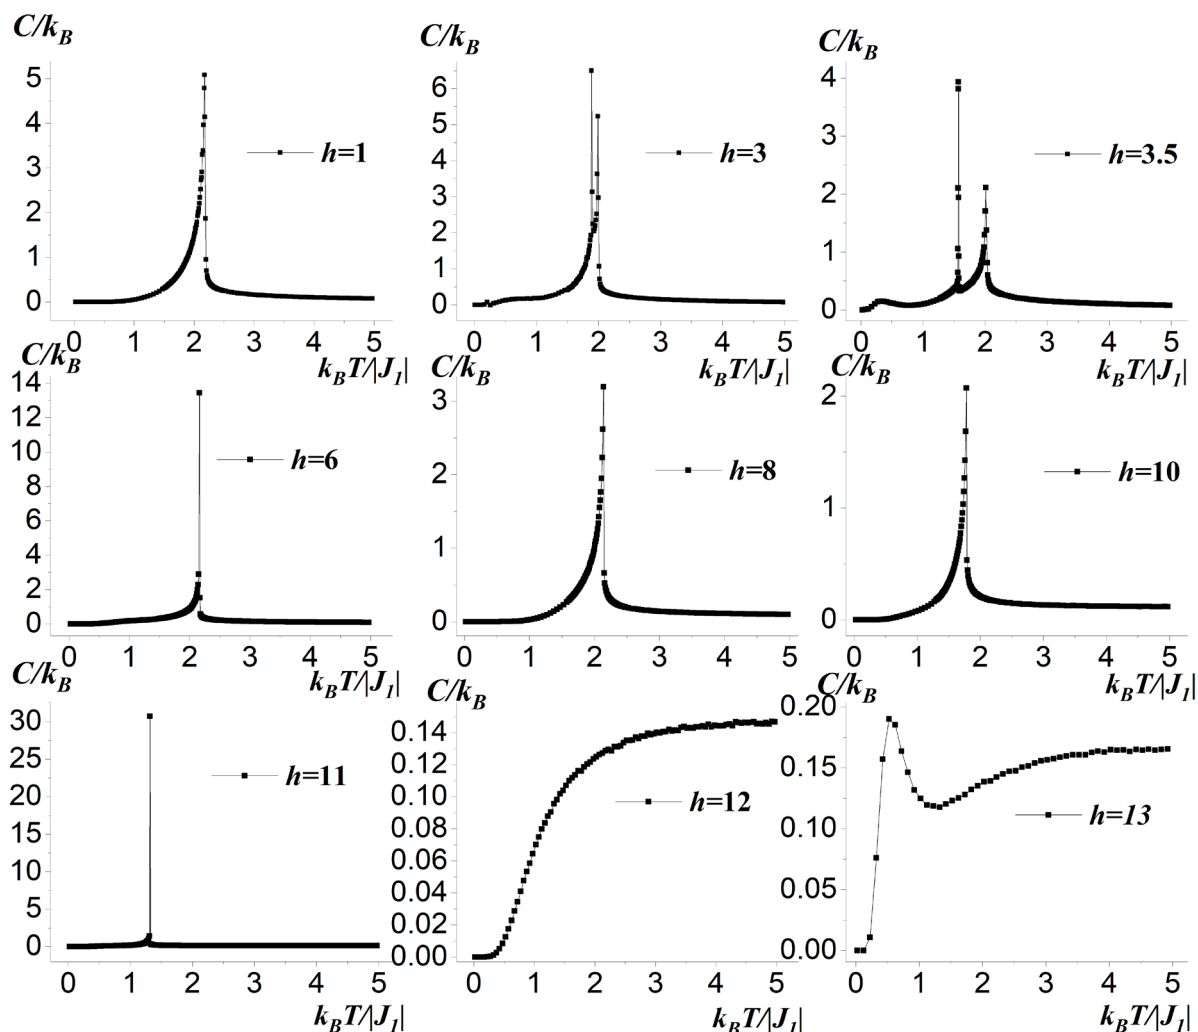 C/k_B
5
4
3
2
1
0
h=1
0 1 2 3 4 5
k_BT/|J_1|
C/k_B
6
5
4
3
2
1
0
h=3
0 1 2 3 4 5
k_BT/|J_1|
C/k_B
4
3
2
1
0
h=3.5
0 1 2 3 4 5
k_BT/|J_1|
C/k_B
14
12
10
8
6
4
2
0
h=6
0 1 2 3 4 5
k_BT/|J_1|
C/k_B
3
2
1
0
h=8
0 1 2 3 4 5
k_BT/|J_1|
C/k_B
2
1
0
h=10
0 1 2 3 4 5
k_BT/|J_1|
C/k_B
30
25
20
15
10
5
0
h=11
0 1 2 3 4 5
k_BT/|J_1|
C/k_B
0.14
0.12
0.10
0.08
0.06
0.04
0.02
0.00
h=12
0 1 2 3 4 5
k_BT/|J_1|
C/k_B
0.20
0.15
0.10
0.05
0.00
h=13
0 1 2 3 4 5
k_BT/|J_1|